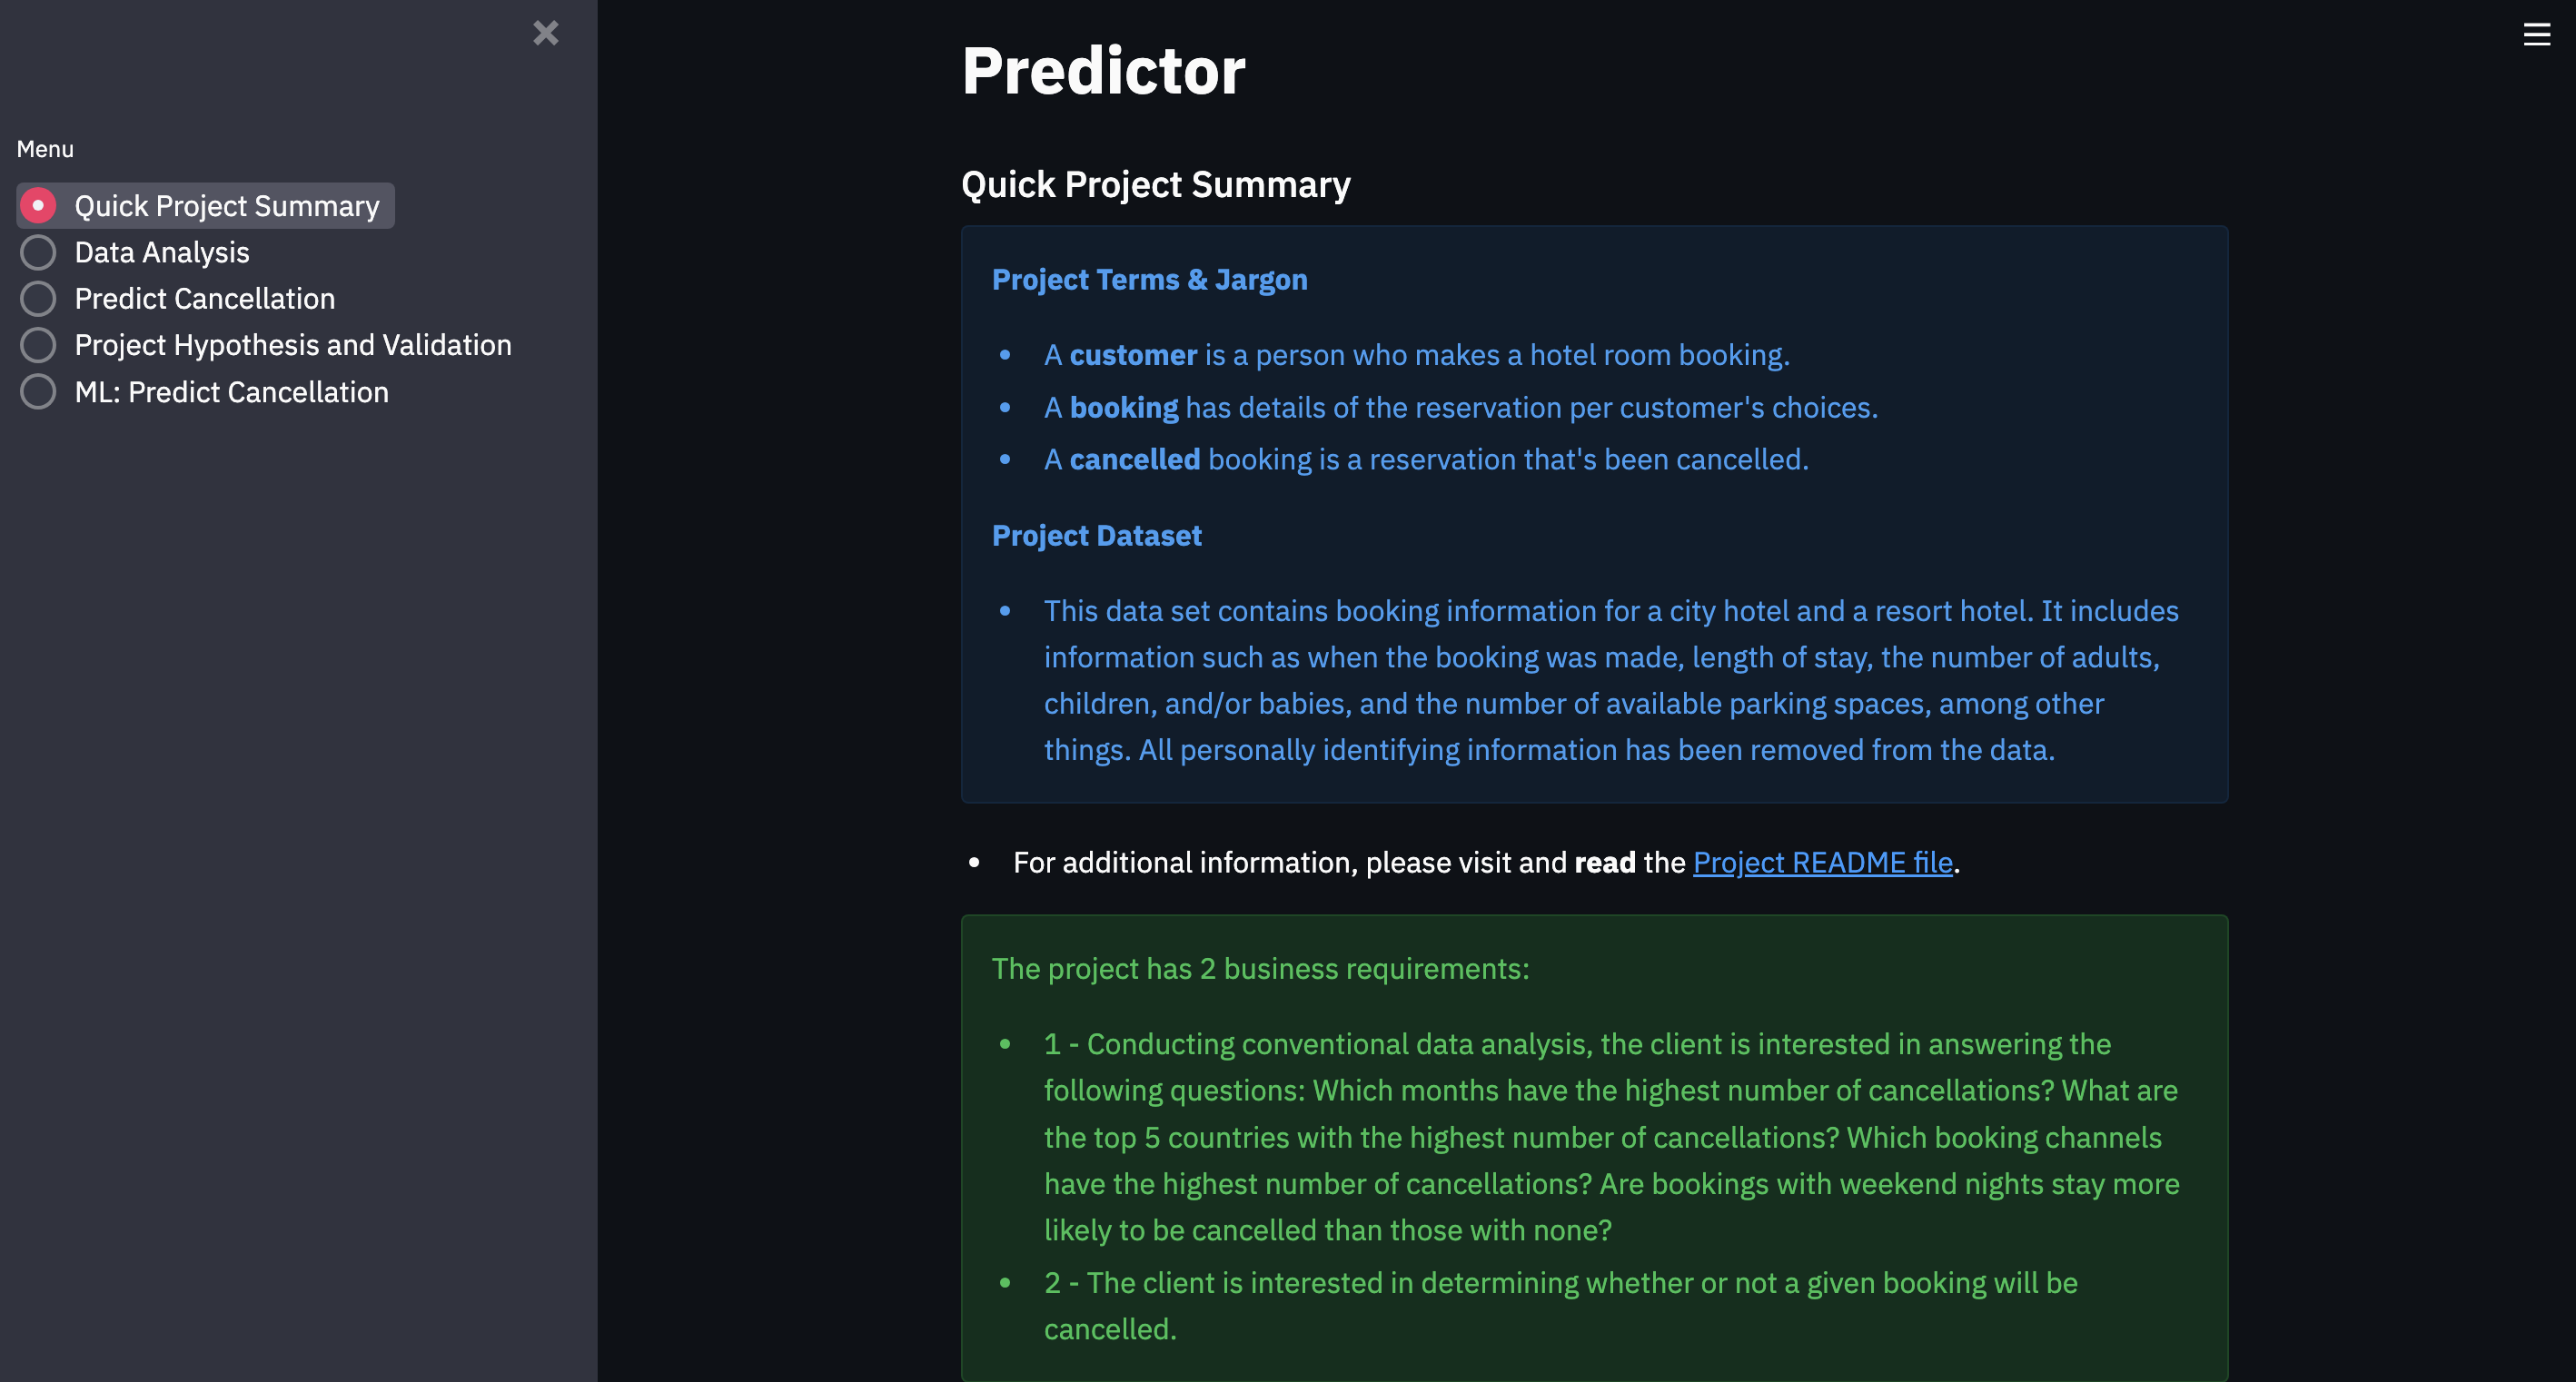 Menu
Quick Project Summary
Data Analysis
Predict Cancellation
Project Hypothesis and Validation
ML: Predict Cancellation
Predictor
Quick Project Summary
Project Terms & Jargon
• A customer is a person who makes a hotel room booking.
• A booking has details of the reservation per customer's choices.
• A cancelled booking is a reservation that's been cancelled.
Project Dataset
• This data set contains booking information for a city hotel and a resort hotel. It includes
information such as when the booking was made, length of stay, the number of adults,
children, and/or babies, and the number of available parking spaces, among other
things. All personally identifying information has been removed from the data.
• For additional information, please visit and read the Project README file.
The project has 2 business requirements:
• 1 - Conducting conventional data analysis, the client is interested in answering the
following questions: Which months have the highest number of cancellations? What are
the top 5 countries with the highest number of cancellations? Which booking channels
have the highest number of cancellations? Are bookings with weekend nights stay more
likely to be cancelled than those with none?
• 2 - The client is interested in determining whether or not a given booking will be
cancelled.